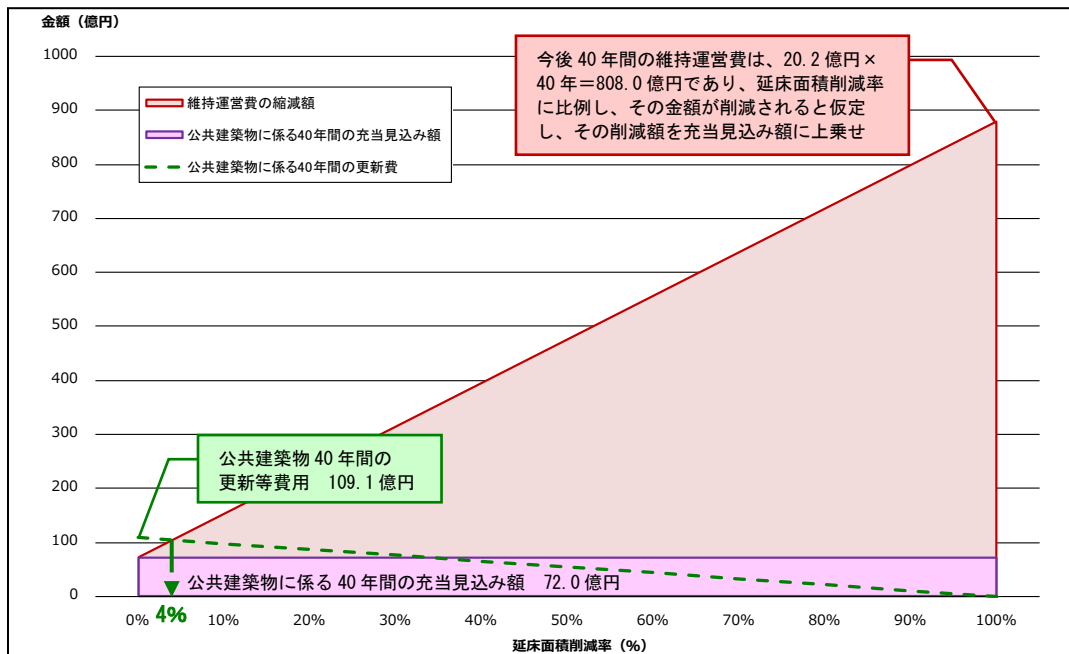 金額（億円）
1000
900
800
700
600
500
400
300
200
100
0
維持運営費の縮減額
公共建築物に係る40年間の充当見込み額
公共建築物に係る40年間の更新費
今後 40 年間の維持運営費は、20.2 億円×
40 年＝808.0 億円であり、延床面積削減率
に比例し、その金額が削減されると仮定
し、その削減額を充当見込み額に上乗せ
公共建築物 40 年間の
更新等費用　109.1 億円
公共建築物に係る 40 年間の充当見込み額　72.0 億円
4%
0% 10% 20% 30% 40% 50% 60% 70% 80% 90% 100%
延床面積削減率（%）